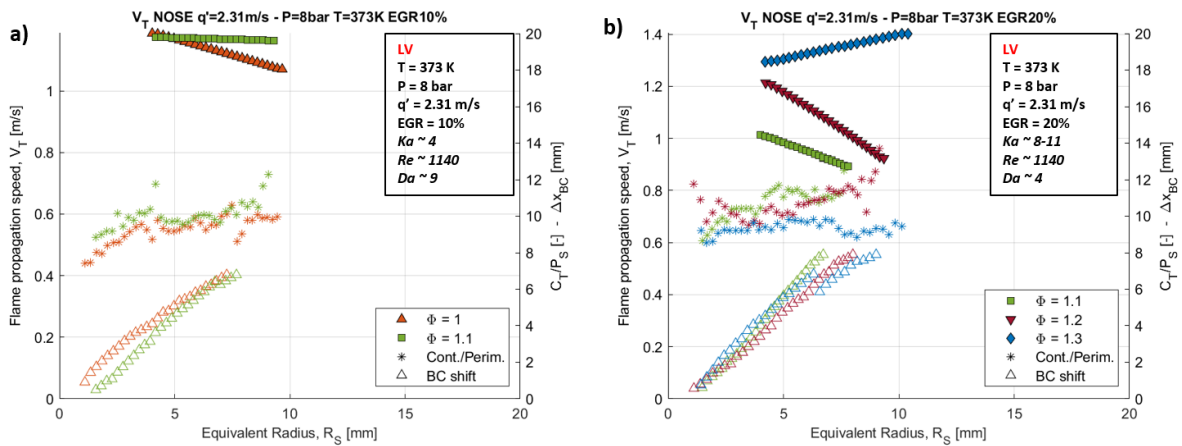 V_T NOSE q'=2.31m/s - P=8bar T=373K EGR10%
a)
Flame propagation speed, V_T [m/s]
1
0.8
0.6
0.4
0.2
0
0
5
10
15
20
Equivalent Radius, R_S [mm]
20
18
16
14
12
10
8
6
4
2
0
C_T/P_S [-] - Δx_BC [mm]
LV
T = 373 K
P = 8 bar
q' = 2.31 m/s
EGR = 10%
Ka ~ 4
Re ~ 1140
Da ~ 9
Φ = 1
Φ = 1.1
Cont./Perim.
BC shift
V_T NOSE q'=2.31m/s - P=8bar T=373K EGR20%
b)
Flame propagation speed, V_T [m/s]
1.4
1.2
1
0.8
0.6
0.4
0.2
0
0
5
10
15
20
Equivalent Radius, R_S [mm]
20
18
16
14
12
10
8
6
4
2
0
C_T/P_S [-] - Δx_BC [mm]
LV
T = 373 K
P = 8 bar
q' = 2.31 m/s
EGR = 20%
Ka ~ 8-11
Re ~ 1140
Da ~ 4
Φ = 1.1
Φ = 1.2
Φ = 1.3
Cont./Perim.
BC shift